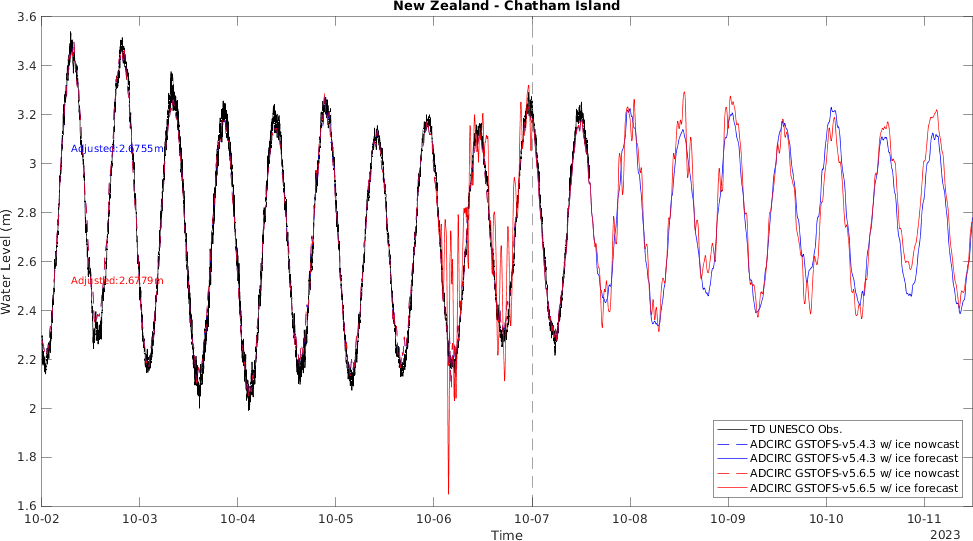 New Zealand - Chatham Island
3.6
3.4
3.2
3
2.8
2.6
2.4
2.2
2
1.8
1.6
Water Level (m)
Adjusted:2.6755m
Adjusted:2.6779m
TD UNESCO Obs.
ADCIRC GSTOFS-v5.4.3 w/ ice nowcast
ADCIRC GSTOFS-v5.4.3 w/ ice forecast
ADCIRC GSTOFS-v5.6.5 w/ ice nowcast
ADCIRC GSTOFS-v5.6.5 w/ ice forecast
10-02 10-03 10-04 10-05 10-06 10-07 10-08 10-09 10-10 10-11
Time
2023